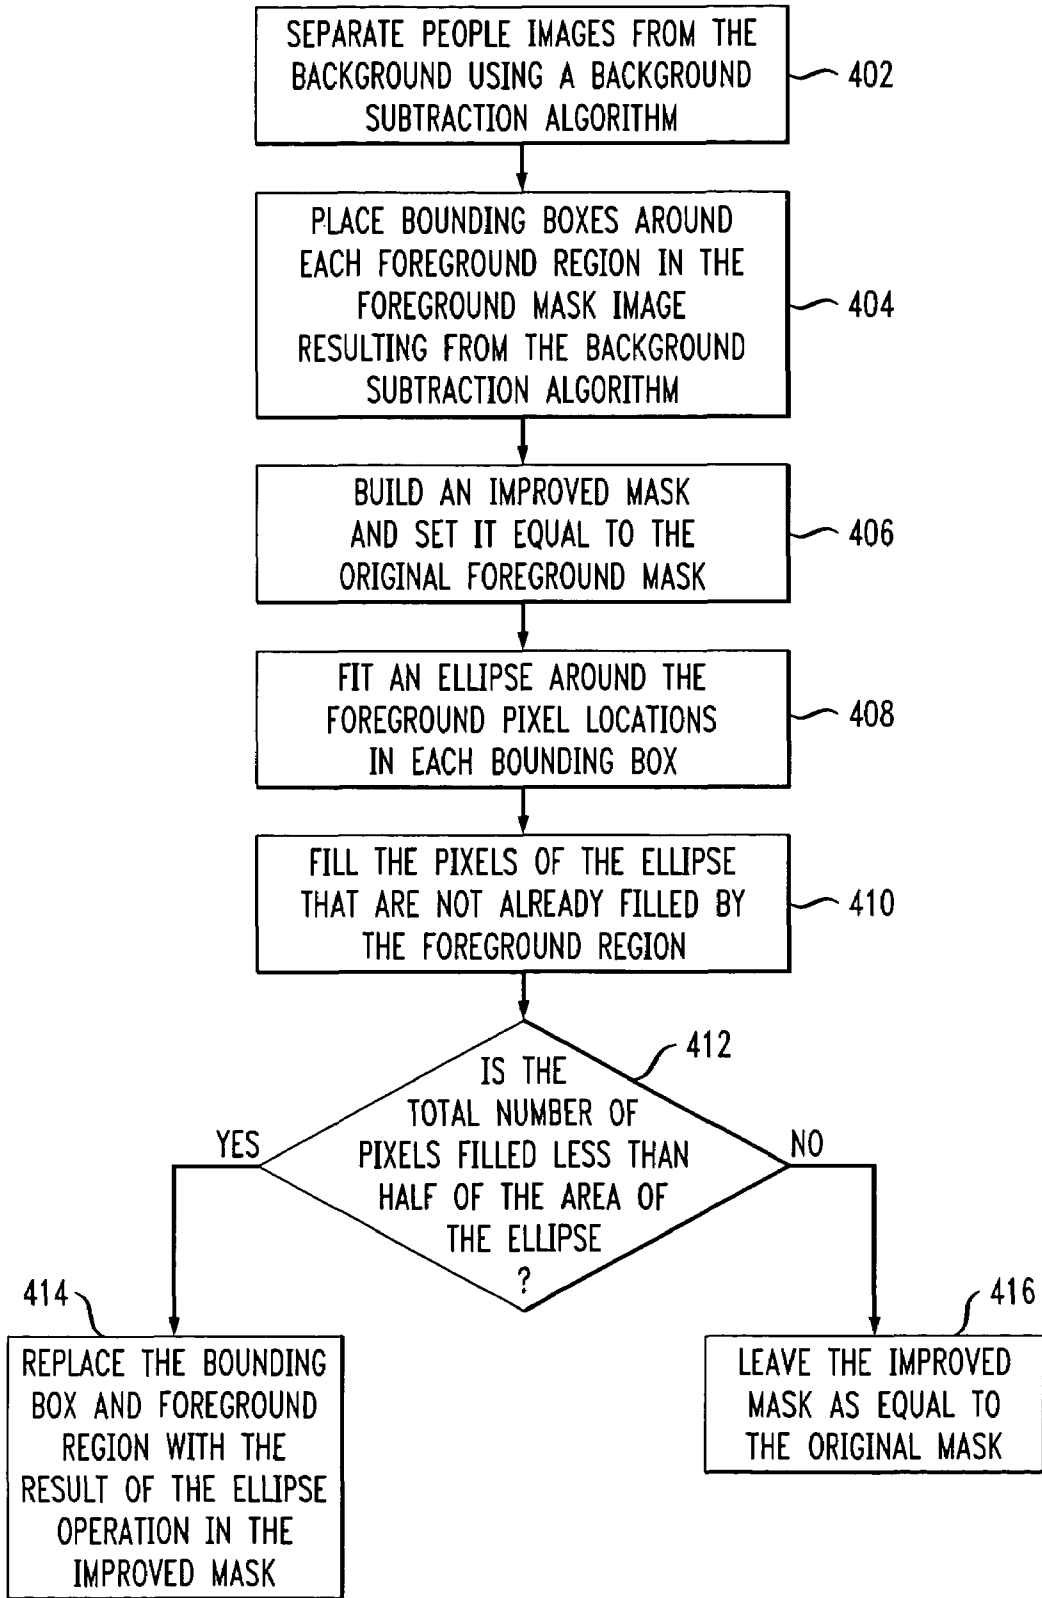 SEPARATE PEOPLE IMAGES FROM THE
BACKGROUND USING A BACKGROUND
SUBTRACTION ALGORITHM
402
PLACE BOUNDING BOXES AROUND
EACH FOREGROUND REGION IN THE
FOREGROUND MASK IMAGE
RESULTING FROM THE BACKGROUND
SUBTRACTION ALGORITHM
404
BUILD AN IMPROVED MASK
AND SET IT EQUAL TO THE
ORIGINAL FOREGROUND MASK
406
FIT AN ELLIPSE AROUND THE
FOREGROUND PIXEL LOCATIONS
IN EACH BOUNDING BOX
408
FILL THE PIXELS OF THE ELLIPSE
THAT ARE NOT ALREADY FILLED BY
THE FOREGROUND REGION
410
412
IS THE
TOTAL NUMBER OF
PIXELS FILLED LESS THAN
HALF OF THE AREA OF
THE ELLIPSE
?
YES
NO
414
REPLACE THE BOUNDING
BOX AND FOREGROUND
REGION WITH THE
RESULT OF THE ELLIPSE
OPERATION IN THE
IMPROVED MASK
416
LEAVE THE IMPROVED
MASK AS EQUAL TO
THE ORIGINAL MASK